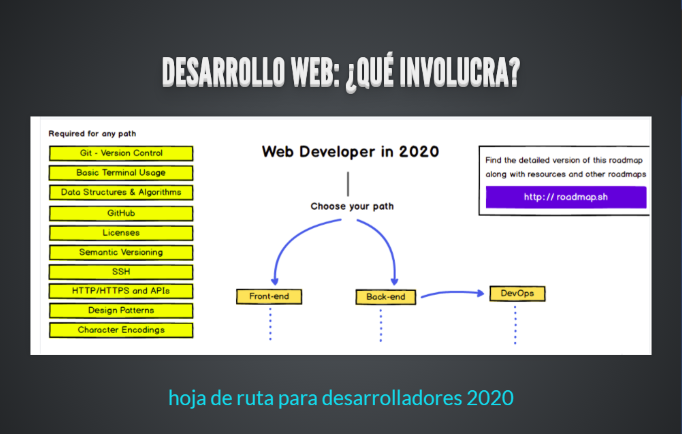 DESARROLLO WEB: ¿QUÉ INVOLUCRA?
Required for any path
Git - Version Control
Basic Terminal Usage
Data Structures & Algorithms
GitHub
Licenses
Semantic Versioning
SSH
HTTP/HTTPS and APIs
Design Patterns
Character Encodings
Web Developer in 2020
Choose your path
Front-end
Back-end
DevOps
Find the detailed version of this roadmap
along with resources and other roadmaps
http:// roadmap.sh
hoja de ruta para desarrolladores 2020